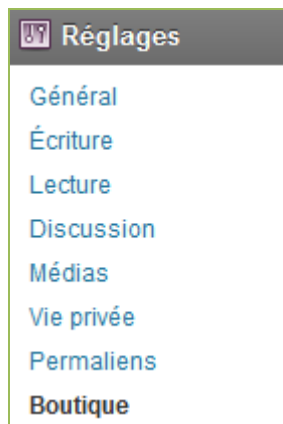 Réglages
Général
Écriture
Lecture
Discussion
Médias
Vie privée
Permaliens
Boutique